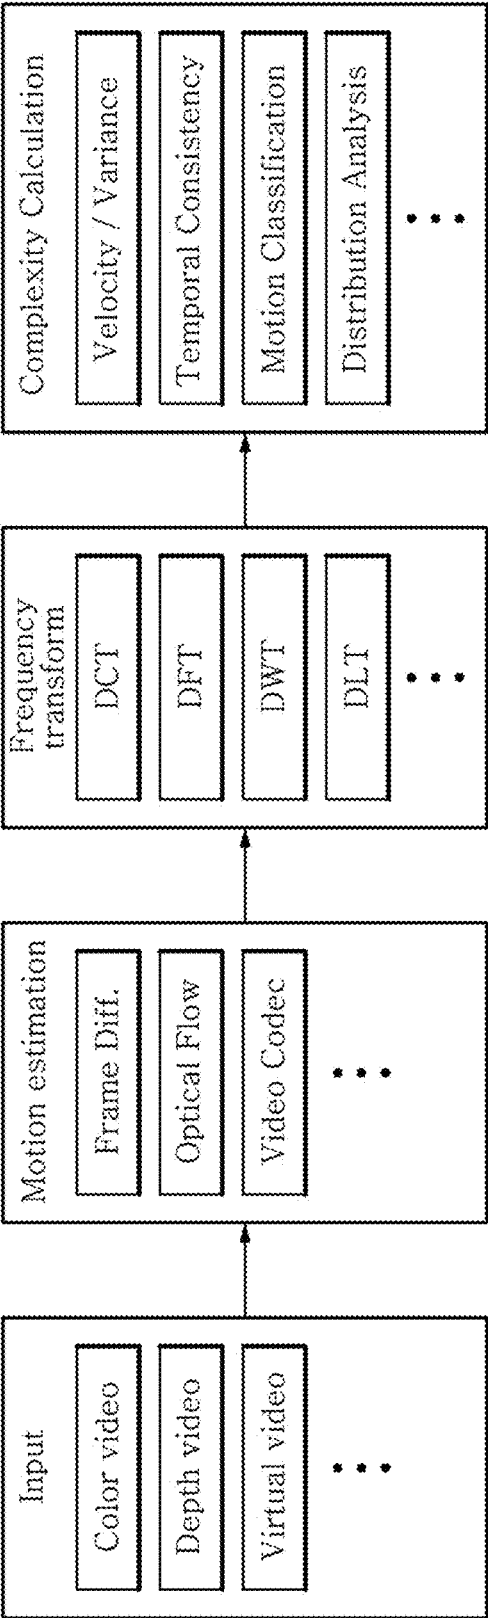 Input
Color video
Depth video
Virtual video
Motion estimation
Frame Diff.
Optical Flow
Video Codec
Frequency
transform
DCT
DFT
DWT
DLT
Complexity Calculation
Velocity / Variance
Temporal Consistency
Motion Classification
Distribution Analysis